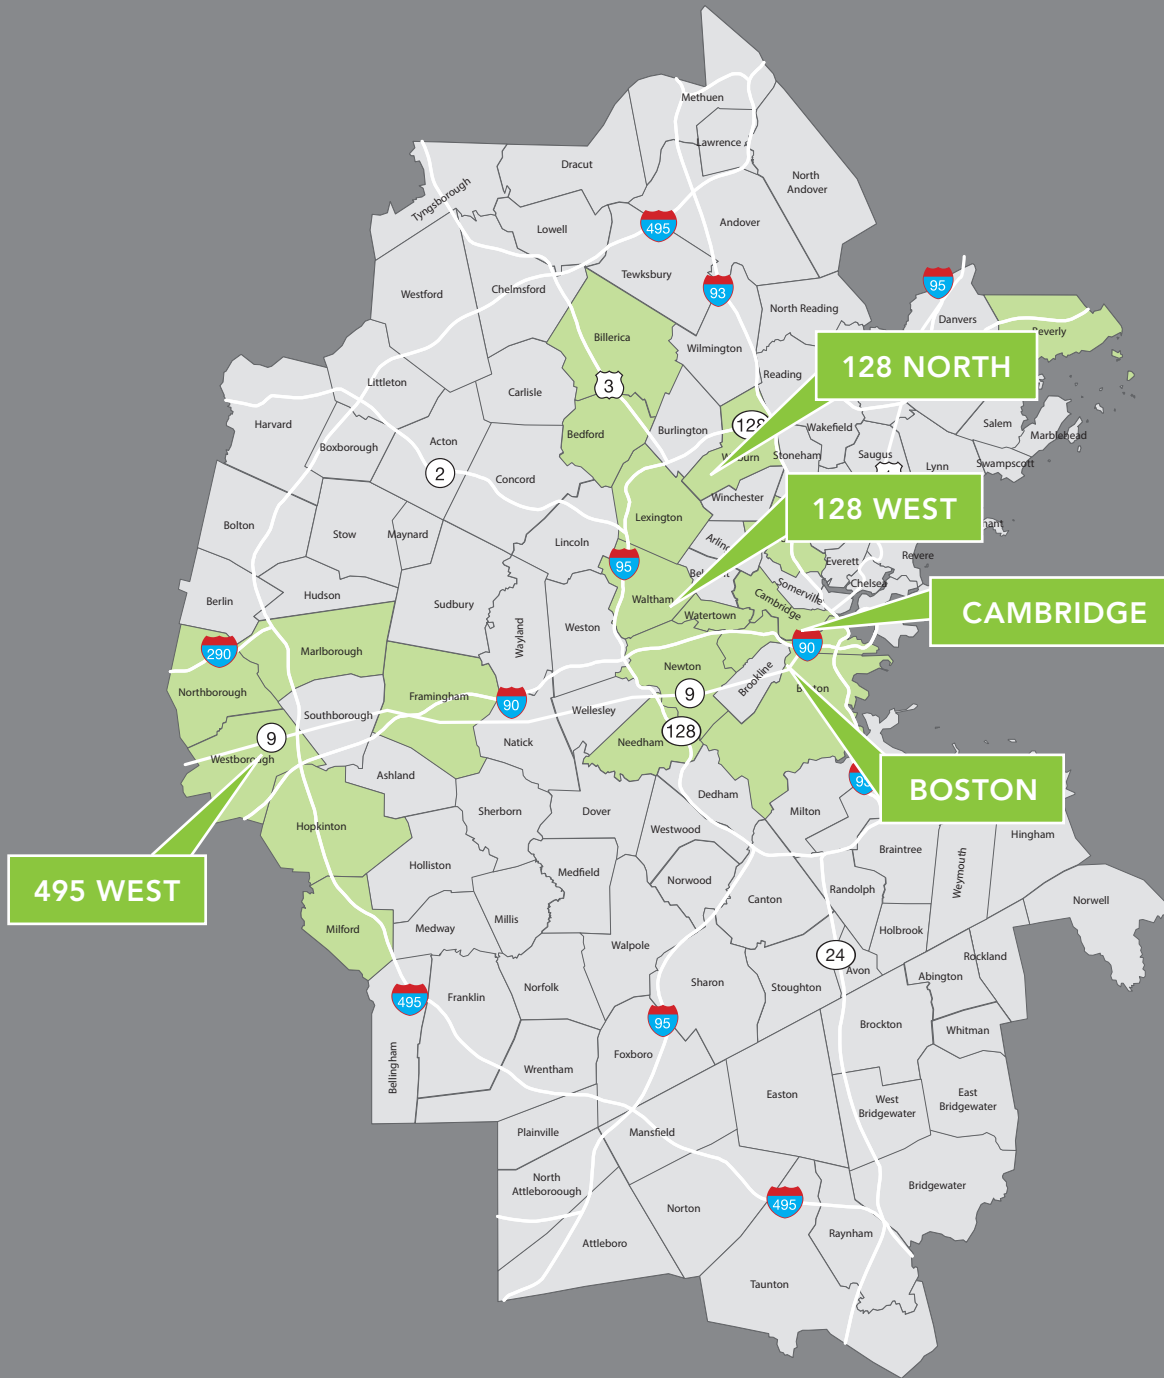 Methuen
Lawrence
Dracut
North
Andover
Tyngsborough
Andover
495
Lowell
Tewksbury
95
93
Chelmsford
Westford
North Reading
Danvers
Beverly
Billerica
Wilmington
128 NORTH
Reading
3
Littleton
Carlisle
Harvard
Salem
128
Wakefield
Burlington
Bedford
Marblehead
Acton
Boxborough
Stoneham
Saugus
Woburn
Swampscott
Lynn
2
Concord
Winchester
128 WEST
Lexington
Bolton
Stow
Maynard
Lincoln
Revere
Everett
95
Chelsea
Somerville
Hudson
Berlin
Sudbury
Waltham
Cambridge
CAMBRIDGE
Watertown
Weston
Wayland
90
290
Marlborough
Newton
Brookline
Boston
Northborough
Framingham
9
90
Southborough
Wellesley
9
128
Needham
Natick
Westborough
Ashland
BOSTON
Dedham
Milton
Sherborn
Dover
Hopkinton
Westwood
Hingham
Braintree
Weymouth
Holliston
Medfield
Norwood
495 WEST
Randolph
Canton
Norwell
Millis
Medway
Milford
Holbrook
Walpole
24
Rockland
Avon
Abington
Sharon
Stoughton
Norfolk
Franklin
495
95
Brockton
Whitman
Foxboro
Bellingham
Wrentham
Easton
East
Bridgewater
West
Bridgewater
Plainville
Mansfield
North
Attleboroough
Bridgewater
495
Norton
Raynham
Attleboro
Taunton